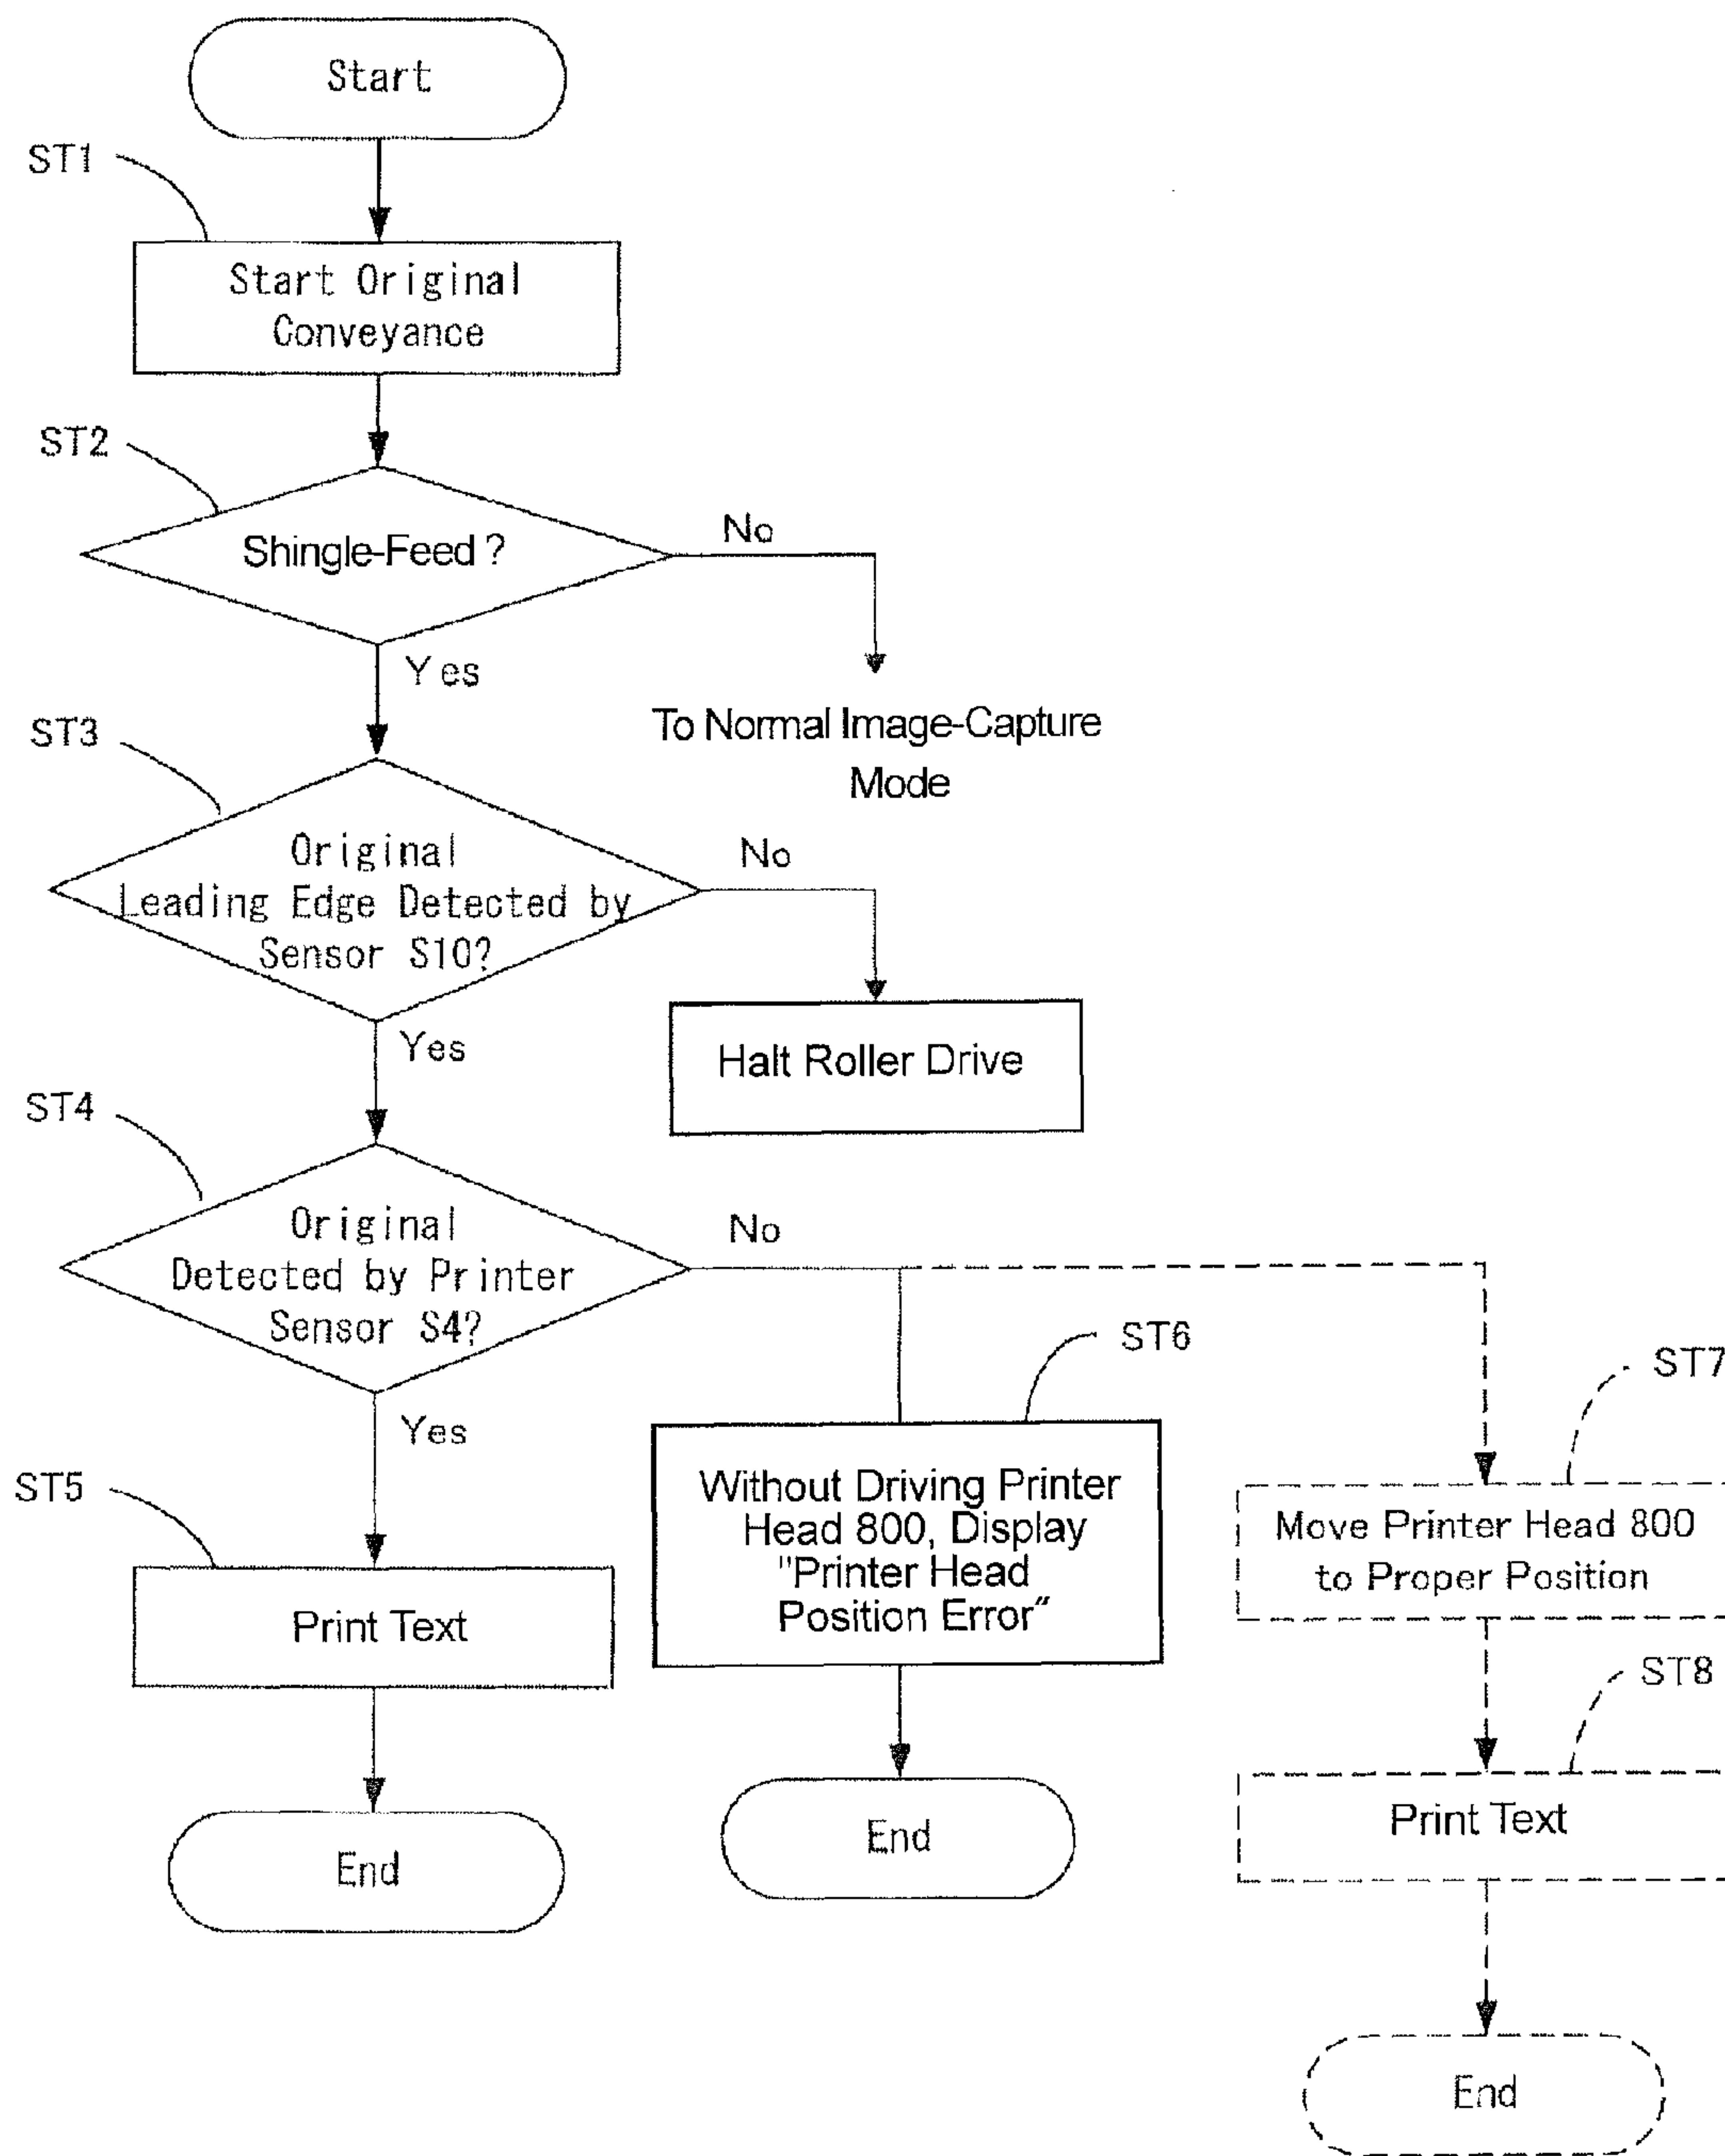 Start
ST1
Start Original
Conveyance
ST2
Shingle-Feed ?
No
Yes
To Normal Image-Capture
Mode
ST3
Original
Leading Edge Detected by
Sensor S10?
No
Yes
Halt Roller Drive
ST4
Original
Detected by Printer
Sensor S4?
No
Yes
ST5
Print Text
End
ST6
Without Driving Printer
Head 800, Display
"Printer Head
Position Error"
End
ST7
Move Printer Head 800
to Proper Position
ST8
Print Text
End